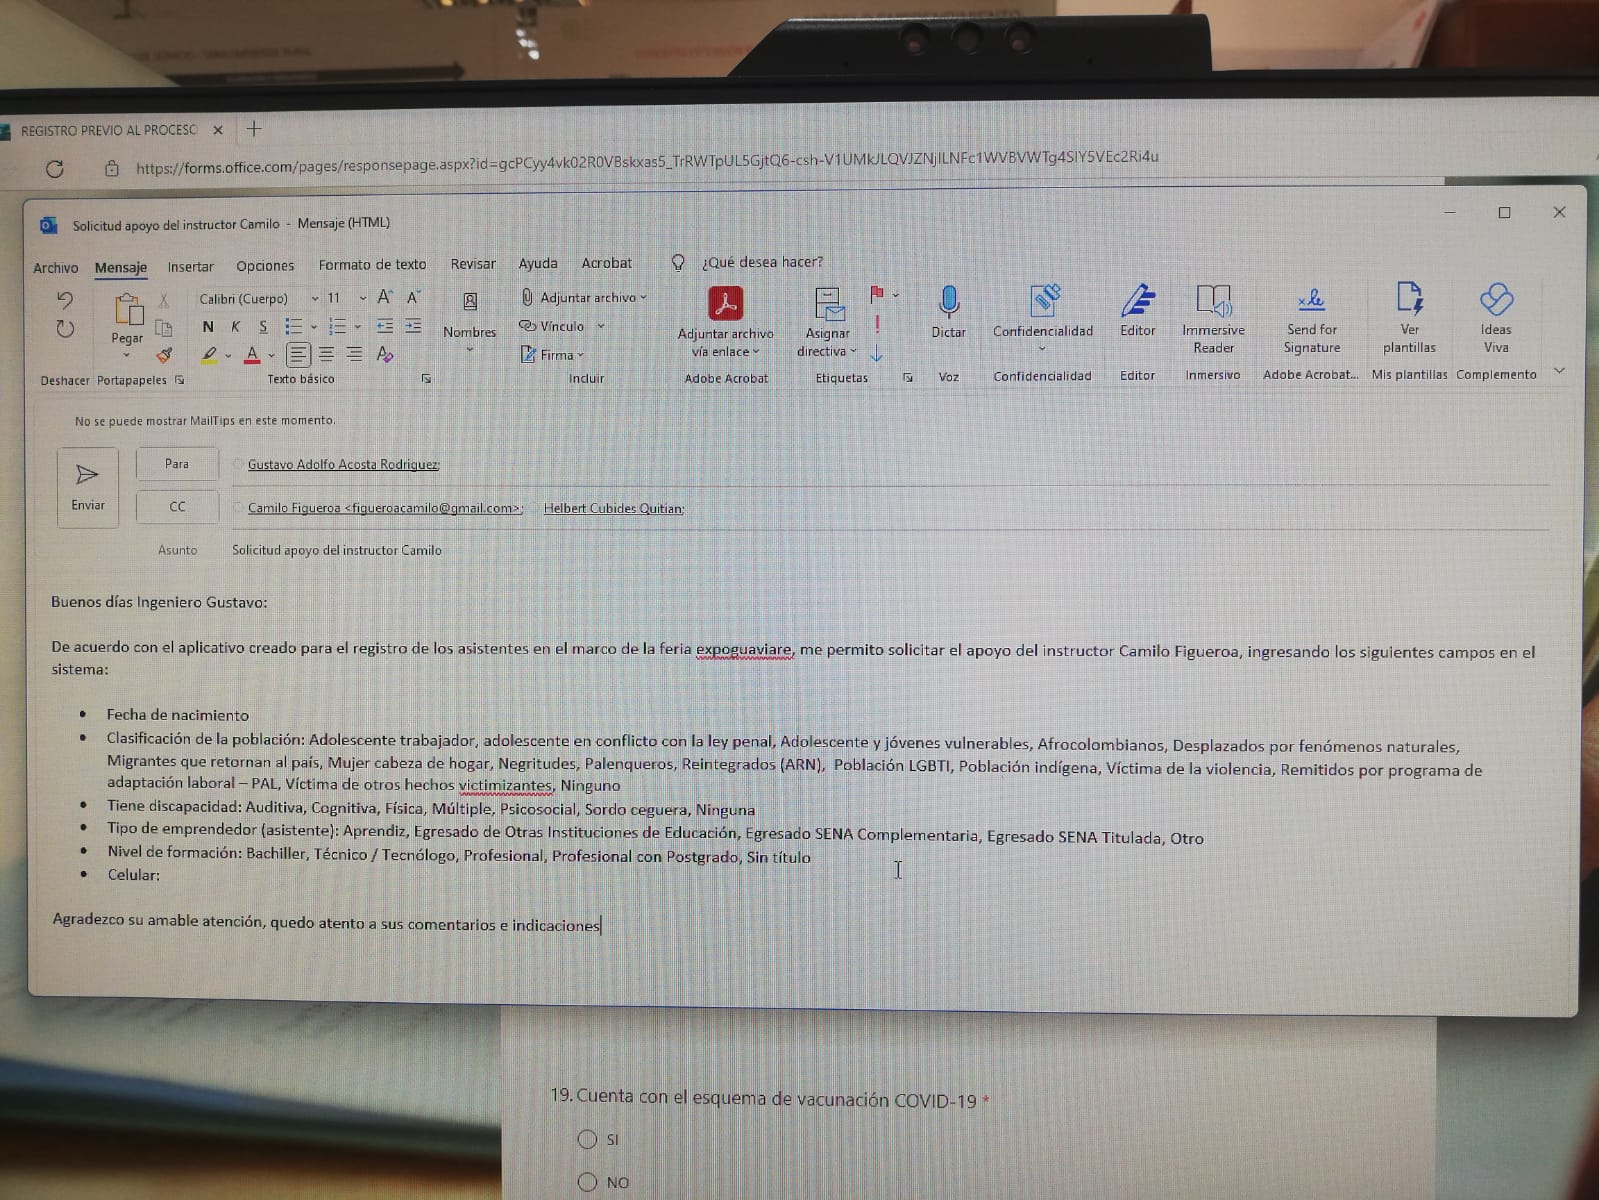 REGISTRO PREVIO AL PROCESO
https://forms.office.com/pages/responsepage.aspx?id=
Solicitud apoyo del instructor Camilo - Mensaje (HTML)
Archivo Mensaje Insertar Opciones Formato de texto Revisar Ayuda Acrobat ¿Qué desea hacer?
Calibri (Cuerpo) 11 Adjuntar archivo
Pegar N K S Nombres Vínculo Adjuntar archivo vía enlace Asignar directiva Dictar Confidencialidad Editor Immersive Reader Send for Signature Ver plantillas Ideas Viva
Firma
Deshacer Portapapeles Texto básico Incluir Adobe Acrobat Etiquetas Voz Confidencialidad Editor Inmersivo Adobe Acrobat... Mis plantillas Complemento
No se puede mostrar MailTips en este momento.
Para Gustavo Adolfo Acosta Rodriguez;
Enviar
CC Camilo Figueroa <figueroacamilo@gmail.com>; Helbert Cubides Quitian;
Asunto Solicitud apoyo del instructor Camilo
Buenos días Ingeniero Gustavo:
De acuerdo con el aplicativo creado para el registro de los asistentes en el marco de la feria expoguaviare, me permito solicitar el apoyo del instructor Camilo Figueroa, ingresando los siguientes campos en el
sistema:
• Fecha de nacimiento
• Clasificación de la población: Adolescente trabajador, adolescente en conflicto con la ley penal, Adolescente y jóvenes vulnerables, Afrocolombianos, Desplazados por fenómenos naturales,
Migrantes que retornan al país, Mujer cabeza de hogar, Negritudes, Palenqueros, Reintegrados (ARN), Población LGBTI, Población indígena, Víctima de la violencia, Remitidos por programa de
adaptación laboral – PAL, Víctima de otros hechos victimizantes, Ninguno
• Tiene discapacidad: Auditiva, Cognitiva, Física, Múltiple, Psicosocial, Sordo ceguera, Ninguna
• Tipo de emprendedor (asistente): Aprendiz, Egresado de Otras Instituciones de Educación, Egresado SENA Complementaria, Egresado SENA Titulada, Otro
• Nivel de formación: Bachiller, Técnico / Tecnólogo, Profesional, Profesional con Postgrado, Sin título
• Celular:
Agradezco su amable atención, quedo atento a sus comentarios e indicaciones
19. Cuenta con el esquema de vacunación COVID-19 *
SI
NO